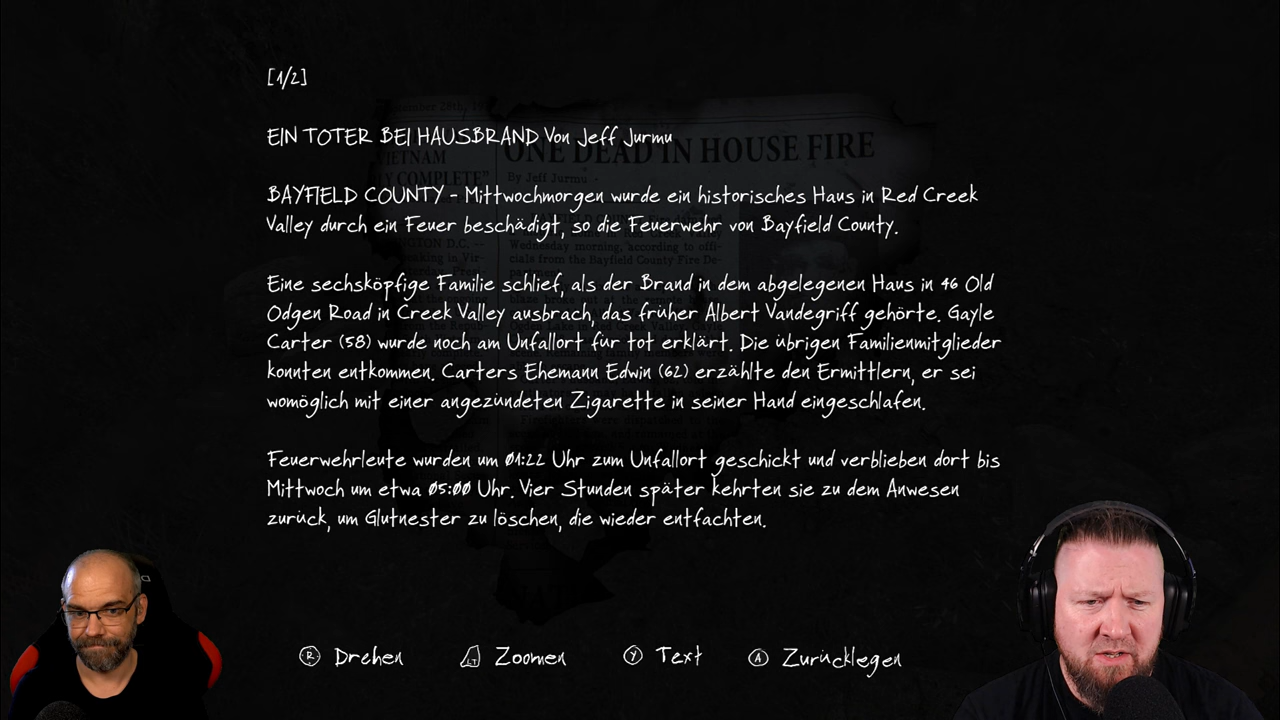 [1/2]
EIN TOTER BEI HAUSBRAND Von Jeff Jurmu
ONE DEAD IN HOUSE FIRE
By Jeff Jurmu -
BAYFIELD COUNTY - Mittwochmorgen wurde ein historisches Haus in Red Creek
Valley durch ein Feuer beschädigt, so die Feuerwehr von Bayfield County.
Eine sechsköpfige Familie schlief, als der Brand in dem abgelegenen Haus in 46 Old
Odgen Road in Creek Valley ausbrach, das früher Albert Vandegriff gehörte. Gayle
Carter (58) wurde noch am Unfallort für tot erklärt. Die übrigen Familienmitglieder
konnten entkommen. Carters Ehemann Edwin (62) erzählte den Ermittlern, er sei
womöglich mit einer angezündeten Zigarette in seiner Hand eingeschlafen.
Feuerwehrleute wurden um 01:22 Uhr zum Unfallort geschickt und verblieben dort bis
Mittwoch um etwa 05:00 Uhr. Vier Stunden später kehrten sie zu dem Anwesen
zurück, um Glutnester zu löschen, die wieder entfachten.
R Drehen LT Zoomen Y Text A Zurücklegen